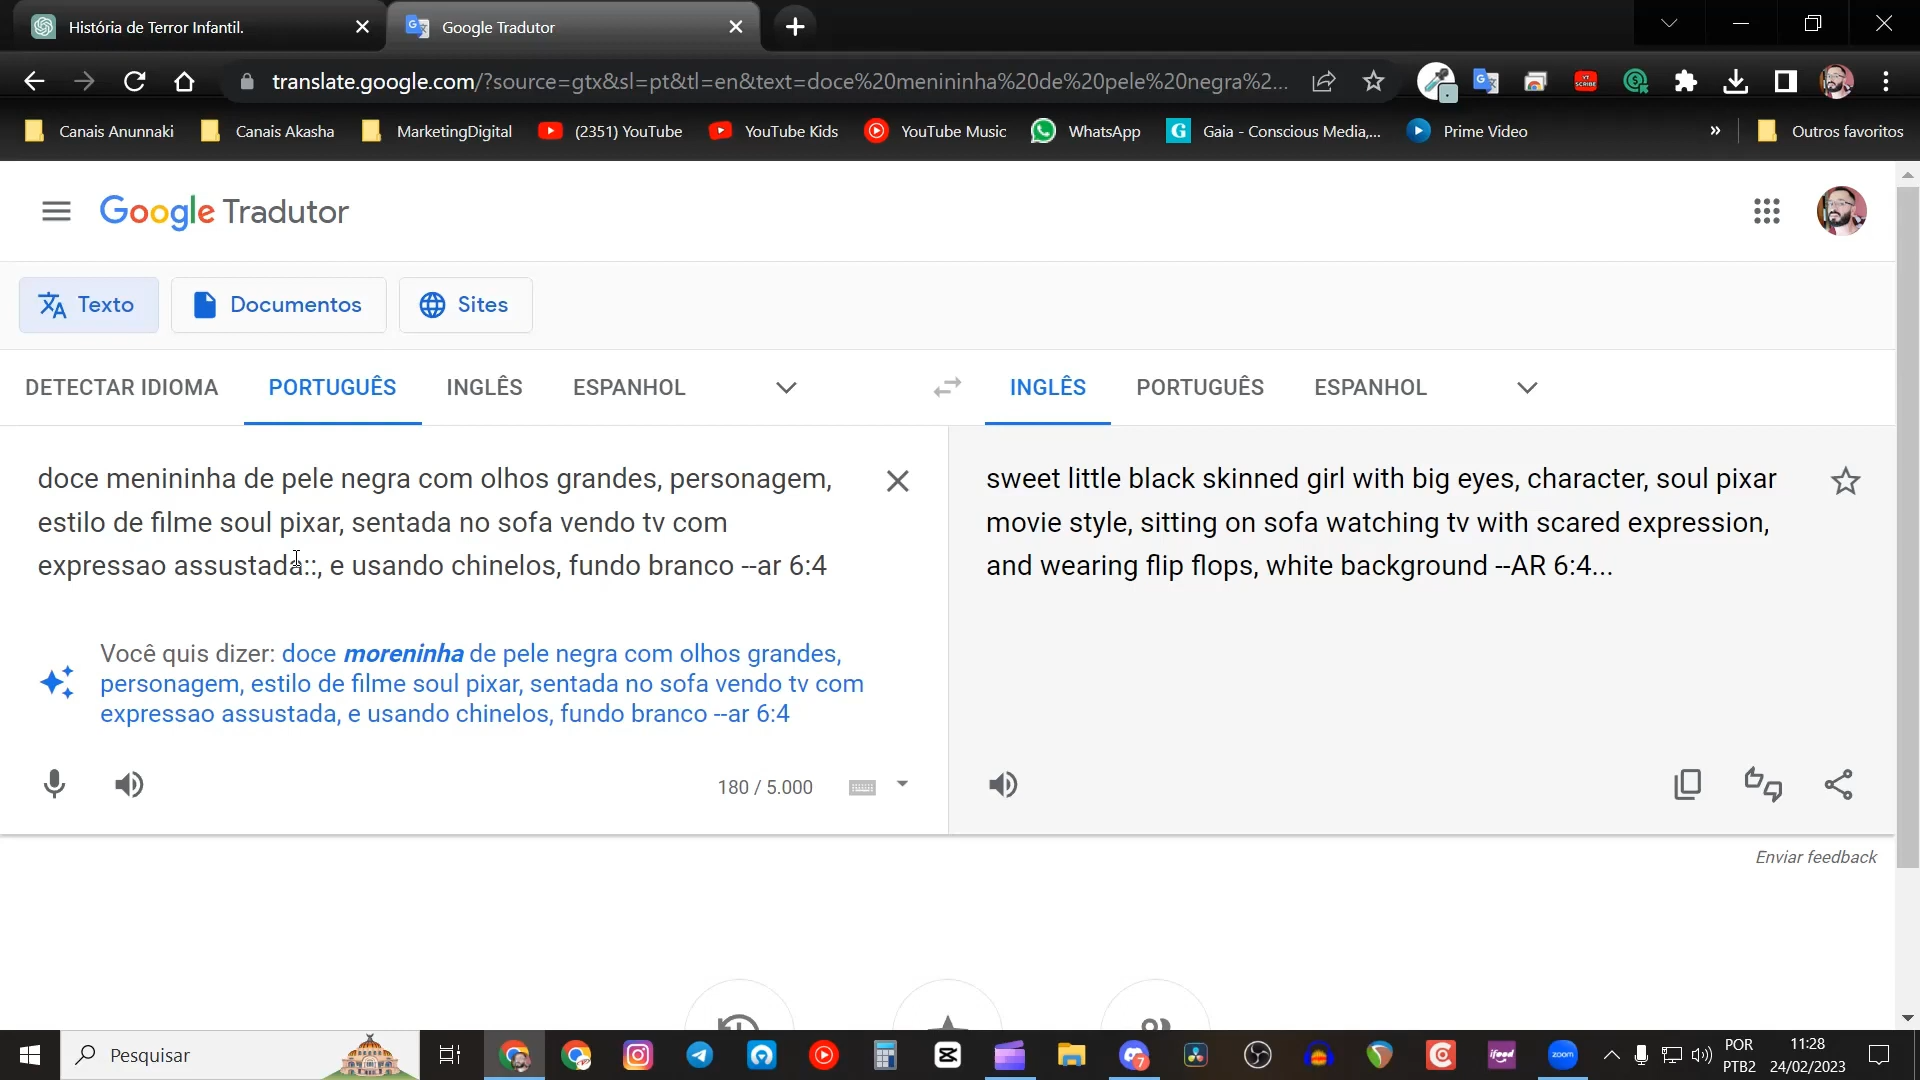 História de Terror Infantil.
Google Tradutor
translate.google.com/?source=gtx&sl=pt&tl=en&text=doce%20menininha%20de%20pele%20negra%2...
Canais Anunnaki
Canais Akasha
MarketingDigital
(2351) YouTube
YouTube Kids
YouTube Music
WhatsApp
Gaia - Conscious Media,...
Prime Video
»
Outros favoritos
Google Tradutor
Texto
Documentos
Sites
DETECTAR IDIOMA
PORTUGUÊS
INGLÊS
ESPANHOL
INGLÊS
PORTUGUÊS
ESPANHOL
doce menininha de pele negra com olhos grandes, personagem,
estilo de filme soul pixar, sentada no sofa vendo tv com
expressao assustada::, e usando chinelos, fundo branco --ar 6:4
sweet little black skinned girl with big eyes, character, soul pixar
movie style, sitting on sofa watching tv with scared expression,
and wearing flip flops, white background --AR 6:4...
Você quis dizer: doce moreninha de pele negra com olhos grandes,
personagem, estilo de filme soul pixar, sentada no sofa vendo tv com
expressao assustada, e usando chinelos, fundo branco --ar 6:4
180 / 5.000
Enviar feedback
Pesquisar
ifood
zoom
POR
PTB2
11:28
24/02/2023